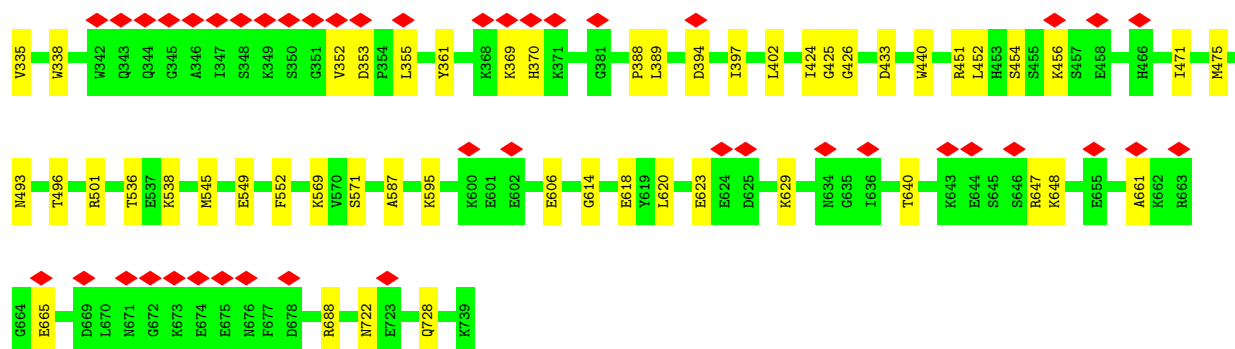 V335 W338 W342 Q343 Q344 G345 A346 I347 S348 K349 S350 G351 V352 D353 P354 L355 Y361 K368 K369 H370 K371 G381 P388 L389 D394 I397 L402 I424 G425 G426 D433 W440 R451 L452 H453 S454 S455 K456 S457 E458 H466 I471 M475
N493 T496 R501 T536 E537 K538 M545 E549 F552 K569 V570 S571 A587 K595 K600 E601 E602 E606 G614 E618 Y619 L620 E623 E624 D625 K629 N634 G635 I636 T640 K643 E644 S645 S646 R647 K648 E655 A661 K662 R663
G664 E665 D669 L670 N671 G672 K673 E674 E675 N676 F677 D678 R688 N722 E723 Q728 K739